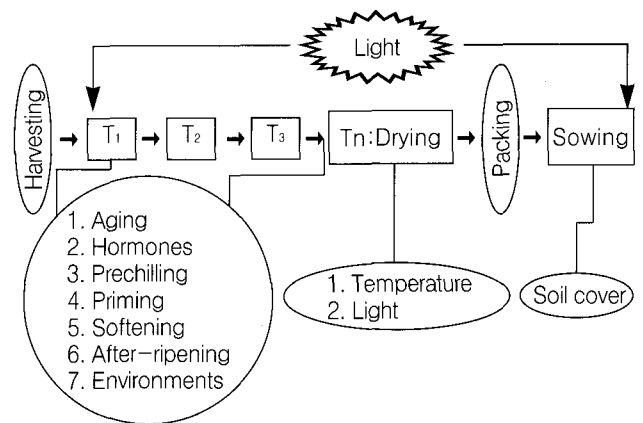 Light
Harvesting
T1
T2
T3
Tn:Drying
Packing
Sowing
1. Aging
2. Hormones
3. Prechilling
4. Priming
5. Softening
6. After-ripening
7. Environments
1. Temperature
2. Light
Soil cover